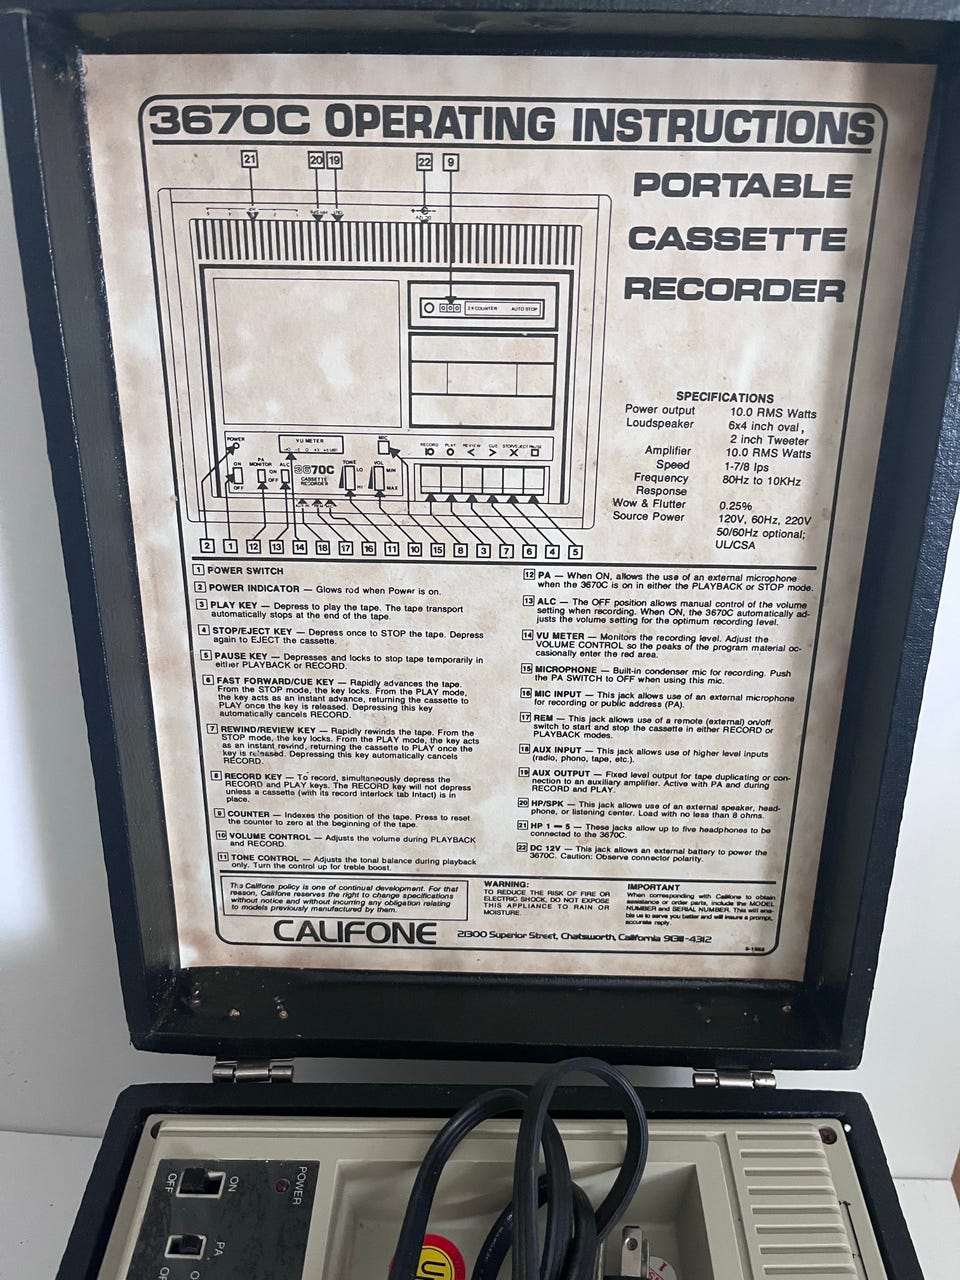 3670C OPERATING INSTRUCTIONS
PORTABLE
CASSETTE
RECORDER
21
20
19
22
9
AUTO STOP
POWER
ON
OFF
PA
MONITOR
ON
OFF
ALC
VU METER
3670C
CASSETTE
RECORDER
TONE
LO
HI
VOL
MIN
MAX
MIC
RECORD PLAY REVIEW CUE STOP/EJECT PAUSE
2 1 12 13 14 18 17 16 11 10 15 8 3 7 6 4 5
SPECIFICATIONS
Power output 10.0 RMS Watts
Loudspeaker 6x4 inch oval,
2 inch Tweeter
Amplifier 10.0 RMS Watts
Speed 1-7/8 Ips
Frequency 80Hz to 10KHz
Response
Wow & Flutter 0.25%
Source Power 120V, 60Hz, 220V
50/60Hz optional;
UL/CSA
1 POWER SWITCH
2 POWER INDICATOR — Glows red when Power is on.
3 PLAY KEY — Depress to play the tape. The tape transport
automatically stops at the end of the tape.
4 STOP/EJECT KEY — Depress once to STOP the tape. Depress
again to EJECT the cassette.
5 PAUSE KEY — Depresses and locks to stop tape temporarily in
either PLAYBACK or RECORD.
6 FAST FORWARD/CUE KEY — Rapidly advances the tape.
From the STOP mode, the key locks. From the PLAY mode,
the key acts as an instant advance, returning the cassette to
PLAY once the key is released. Depressing this key
automatically cancels RECORD.
7 REWIND/REVIEW KEY — Rapidly rewinds the tape. From the
STOP mode, the key locks. From the PLAY mode, the key acts
as an instant rewind, returning the cassette to PLAY once the
key is released. Depressing this key automatically cancels
RECORD.
8 RECORD KEY — To record, simultaneously depress the
RECORD and PLAY keys. The RECORD key will not depress
unless a cassette (with its record interlock tab Intact) is in
place.
9 COUNTER — Indexes the position of the tape. Press to reset
the counter to zero at the beginning of the tape.
10 VOLUME CONTROL — Adjusts the volume during PLAYBACK
and RECORD.
11 TONE CONTROL — Adjusts the tonal balance during playback
only. Turn the control up for treble boost.
12 PA — When ON, allows the use of an external microphone
when the 3670C is on in either the PLAYBACK or STOP mode.
13 ALC — The OFF position allows manual control of the volume
setting when recording. When ON, the 3670C automatically ad-
justs the volume setting for the optimum recording level.
14 VU METER — Monitors the recording level. Adjust the
VOLUME CONTROL so the peaks of the program material oc-
casionally enter the red area.
15 MICROPHONE — Built-in condenser mic for recording. Push
the PA SWITCH to OFF when using this mic.
16 MIC INPUT — This jack allows use of an external microphone
for recording or public address (PA).
17 REM — This jack allows use of a remote (external) on/off
switch to start and stop the cassette in either RECORD or
PLAYBACK modes.
18 AUX INPUT — This jack allows use of higher level inputs
(radio, phono, tape, etc.).
19 AUX OUTPUT — Fixed level output for tape duplicating or con-
nection to an auxiliary amplifier. Active with PA and during
RECORD and PLAY.
20 HP/SPK — This jack allows use of an external speaker, head-
phone, or listening center. Load with no less than 8 ohms.
21 HP 1 — 5 — These jacks allow up to five headphones to be
connected to the 3670C.
22 DC 12V — This jack allows an external battery to power the
3670C. Caution: Observe connector polarity.
This Califone policy is one of continual development. For that
reason, Califone reserves the right to change specifications
without notice and without incurring any obligation relating
to models previously manufactured by them.
WARNING:
TO REDUCE THE RISK OF FIRE OR
ELECTRIC SHOCK, DO NOT EXPOSE
THIS APPLIANCE TO RAIN OR
MOISTURE.
IMPORTANT
When corresponding with Califone to obtain
assistance or order parts, include the MODEL
NUMBER and SERIAL NUMBER. This will ena-
ble us to serve you better and will insure a prompt,
accurate reply.
CALIFONE 21300 Superior Street, Chatsworth, California 91311-4312
POWER
ON
OFF
PA